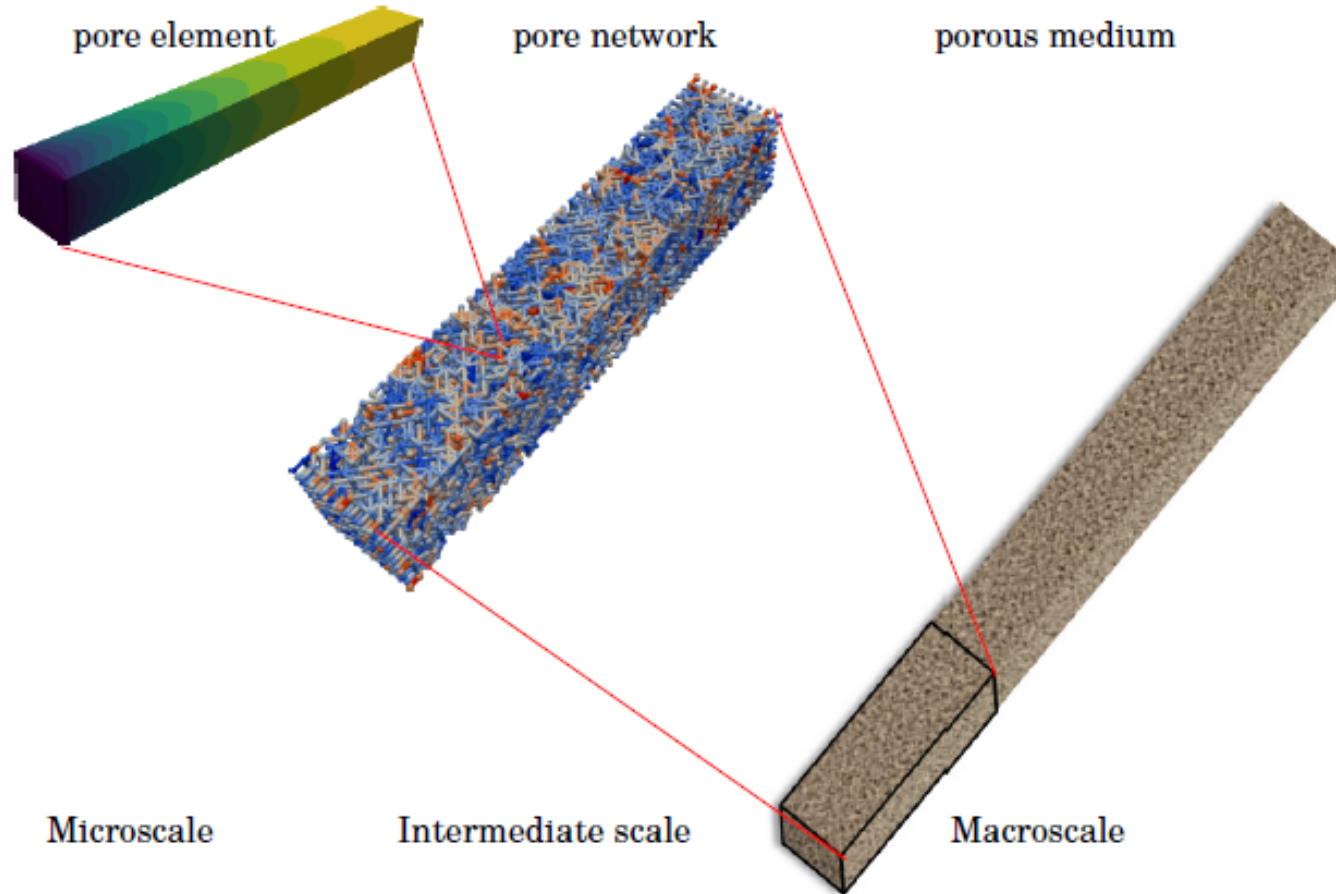 pore element
pore network
porous medium
Microscale
Intermediate scale
Macroscale